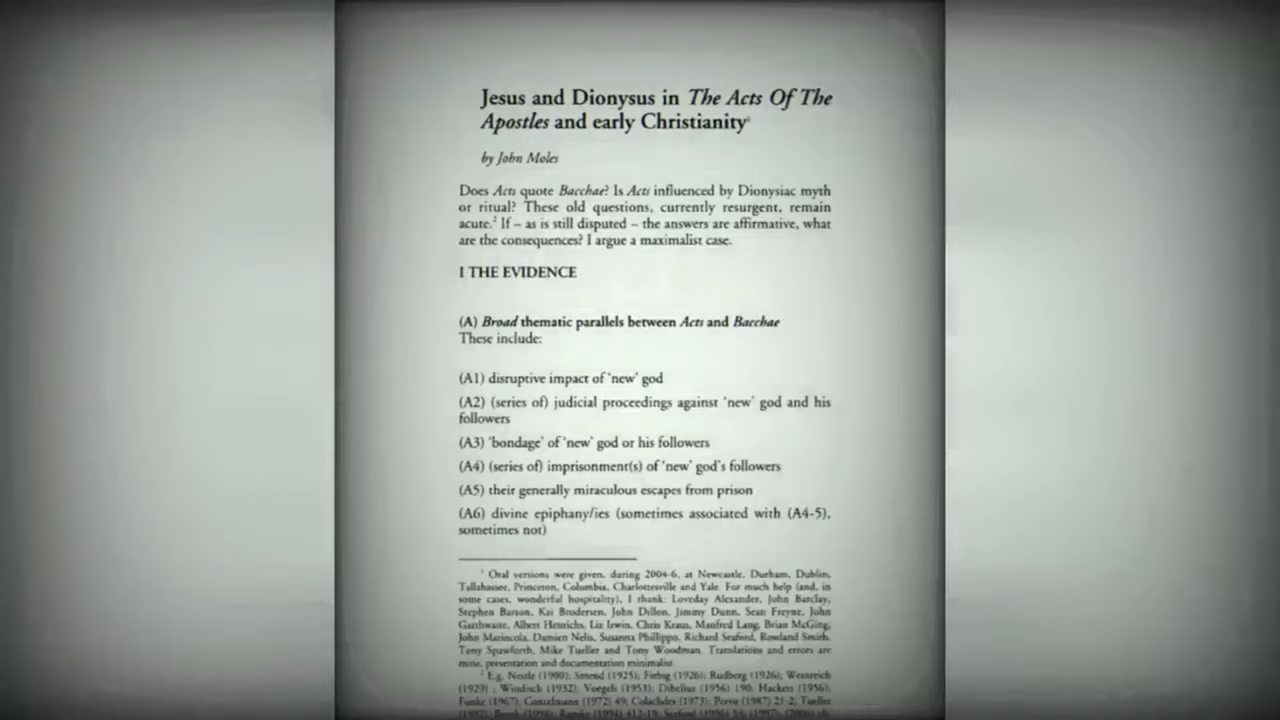 Jesus and Dionysus in The Acts Of The
Apostles and early Christianity¹
by John Moles
Does Acts quote Bacchae? Is Acts influenced by Dionysiac myth
or ritual? These old questions, currently resurgent, remain
acute.² If – as is still disputed – the answers are affirmative, what
are the consequences? I argue a maximalist case.
I THE EVIDENCE
(A) Broad thematic parallels between Acts and Bacchae
These include:
(A1) disruptive impact of 'new' god
(A2) (series of) judicial proceedings against 'new' god and his
followers
(A3) 'bondage' of 'new' god or his followers
(A4) (series of) imprisonment(s) of 'new' god's followers
(A5) their generally miraculous escapes from prison
(A6) divine epiphany/ies (sometimes associated with (A4-5),
sometimes not)
¹ Oral versions were given, during 2004-6, at Newcastle, Durham, Dublin,
Tallahassee, Princeton, Columbia, Charlottesville and Yale. For much help (and, in
some cases, wonderful hospitality), I thank: Loveday Alexander, John Barclay,
Stephen Barton, Kai Brodersen, John Dillon, Jimmy Dunn, Sean Freyne, John
Garthwaite, Albert Henrichs, Liz Irwin, Chris Kraus, Manfred Lang, Brian McGing,
John Marincola, Damien Nelis, Susanna Phillippo, Richard Seaford, Rowland Smith,
Tony Spawforth, Mike Tueller and Tony Woodman. Translations and errors are
mine, presentation and documentation minimalist.
² E.g. Nestle (1900); Smend (1925); Fiebig (1926); Rudberg (1926); Weinreich
(1929); Windisch (1932); Voegeli (1953); Dibelius (1956) 190; Hackett (1956);
Funke (1967); Conzelmann (1972) 49; Colaclides (1973); Pervo (1987) 21-2; Tueller